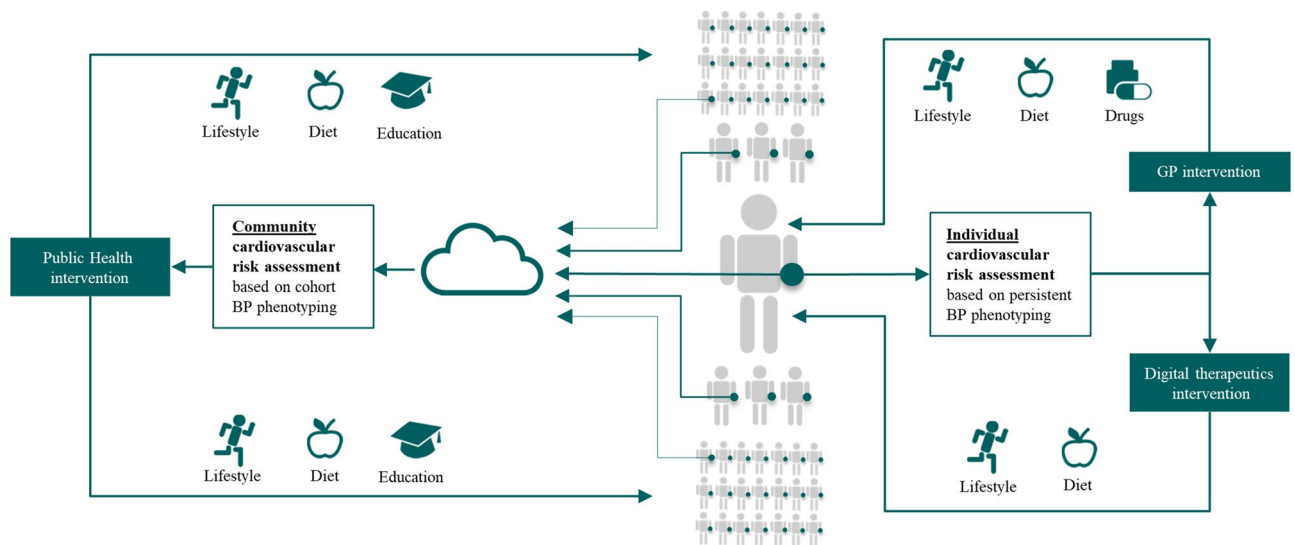 Lifestyle
Diet
Education
Lifestyle
Diet
Drugs
GP intervention
Public Health
intervention
Community
cardiovascular
risk assessment
based on cohort
BP phenotyping
Individual
cardiovascular
risk assessment
based on persistent
BP phenotyping
Digital therapeutics
intervention
Lifestyle
Diet
Education
Lifestyle
Diet